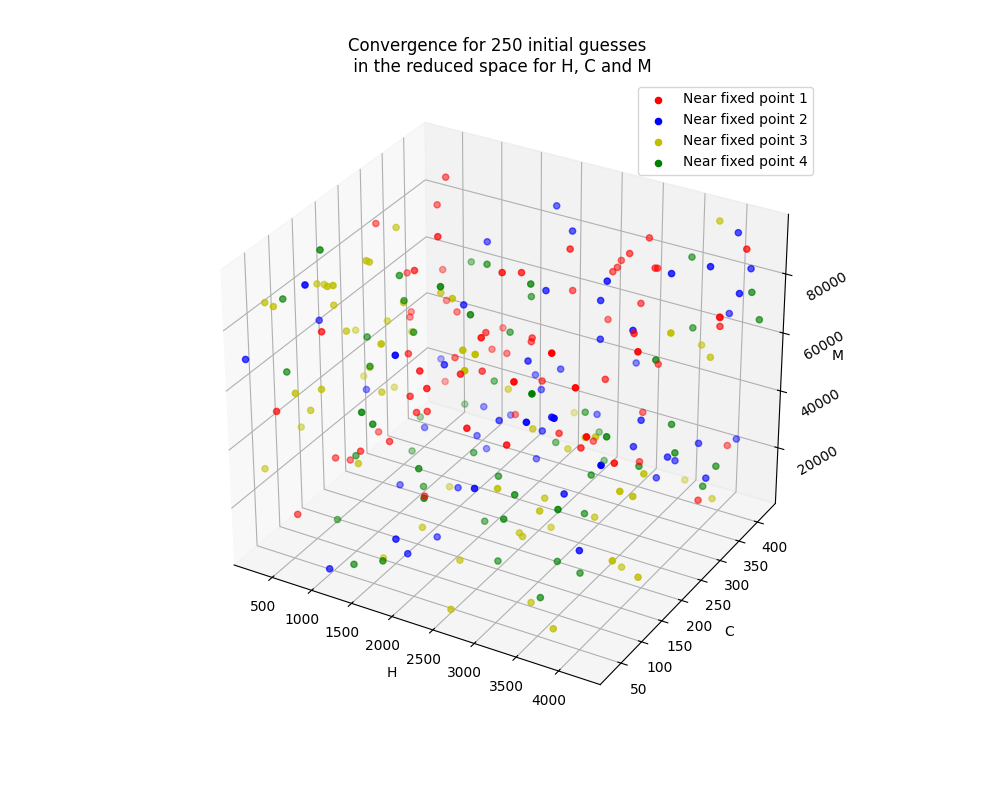 Convergence for 250 initial guesses
in the reduced space for H, C and M
Near fixed point 1
Near fixed point 2
Near fixed point 3
Near fixed point 4
80000
60000
M
40000
20000
400
350
300
250
200
C
150
100
50
500
1000
1500
2000
2500
3000
3500
4000
H